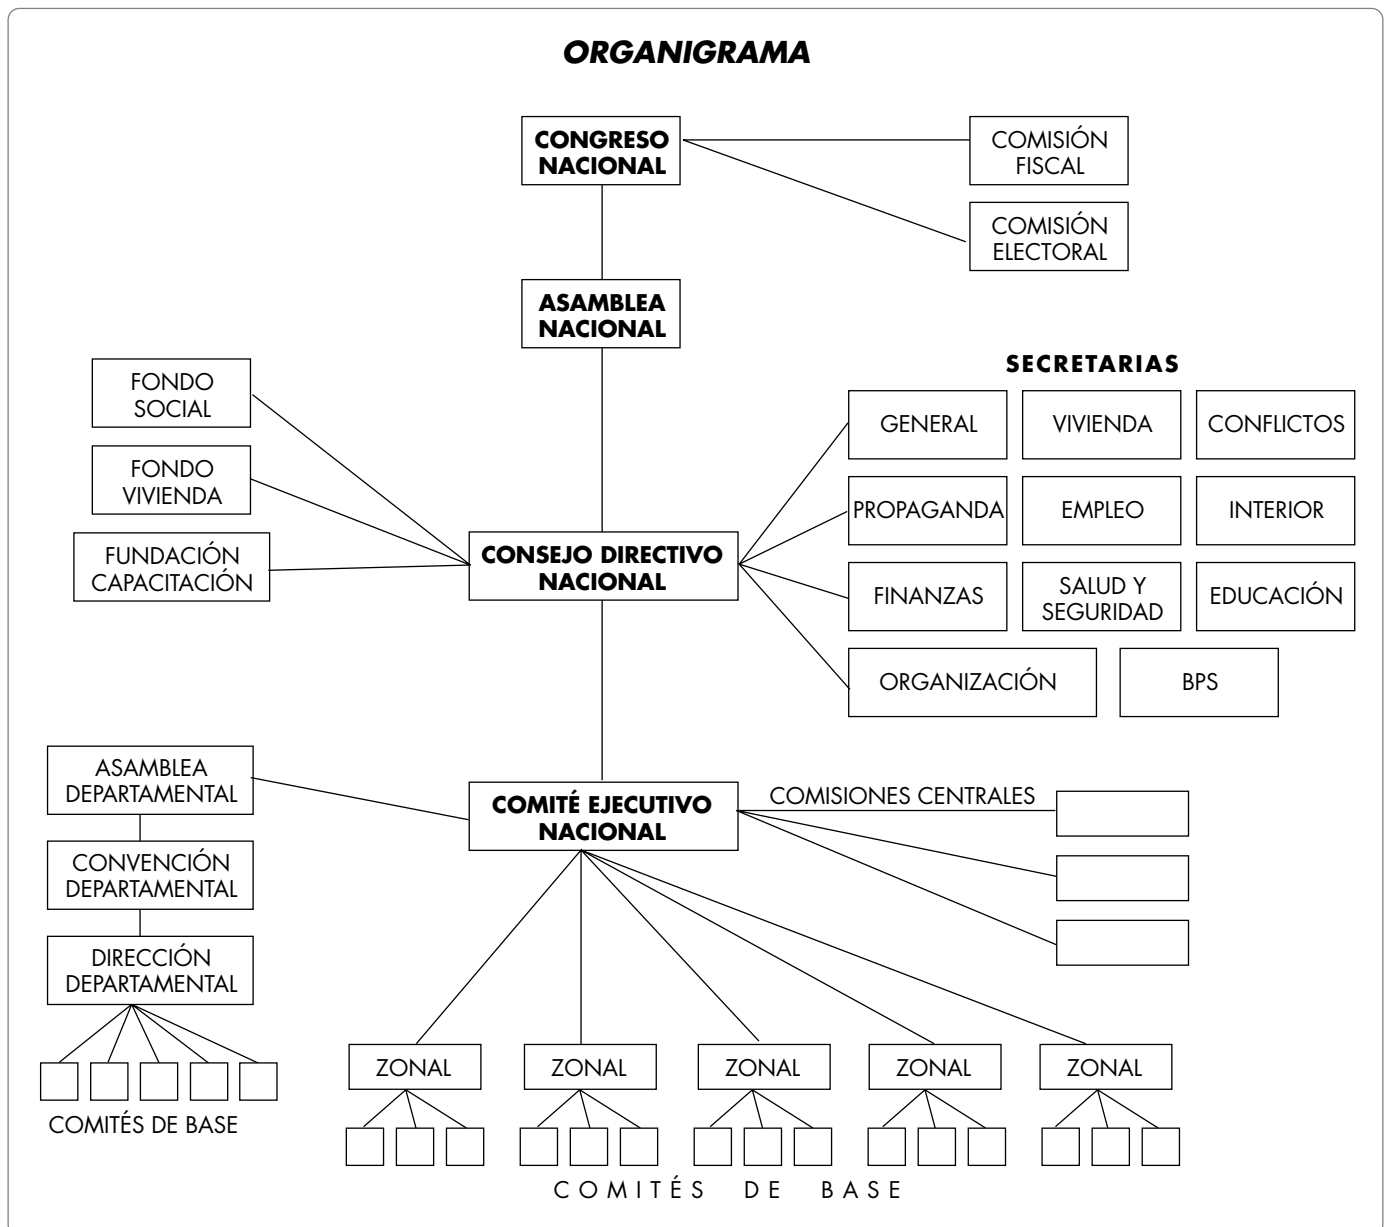 ORGANIGRAMA
CONGRESO
NACIONAL
COMISIÓN
FISCAL
COMISIÓN
ELECTORAL
ASAMBLEA
NACIONAL
FONDO
SOCIAL
FONDO
VIVIENDA
FUNDACIÓN
CAPACITACIÓN
CONSEJO DIRECTIVO
NACIONAL
SECRETARIAS
GENERAL
VIVIENDA
CONFLICTOS
PROPAGANDA
EMPLEO
INTERIOR
FINANZAS
SALUD Y
SEGURIDAD
EDUCACIÓN
ORGANIZACIÓN
BPS
ASAMBLEA
DEPARTAMENTAL
CONVENCIÓN
DEPARTAMENTAL
DIRECCIÓN
DEPARTAMENTAL
COMITÉS DE BASE
COMITÉ EJECUTIVO
NACIONAL
COMISIONES CENTRALES
ZONAL
ZONAL
ZONAL
ZONAL
ZONAL
COMITÉS DE BASE